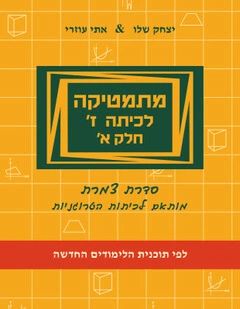 יצחק שלו & אתי עוזרי
מתמטיקה
לכיתה ז'
חלק א'
סדרת צמרת
מותאם לכיתות הטרוגניות
לפי תוכנית הלימודים החדשה